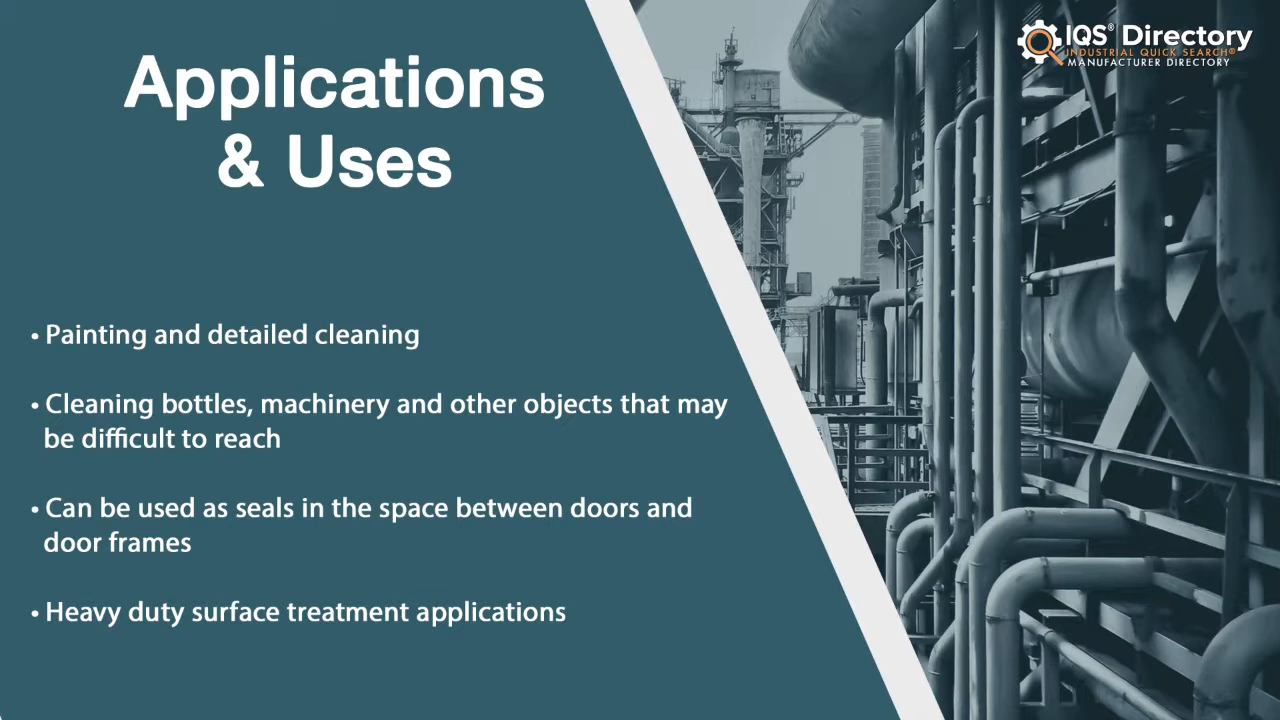 Applications
& Uses
IQS® Directory
INDUSTRIAL QUICK SEARCH®
MANUFACTURER DIRECTORY
• Painting and detailed cleaning
• Cleaning bottles, machinery and other objects that may
be difficult to reach
• Can be used as seals in the space between doors and
door frames
• Heavy duty surface treatment applications